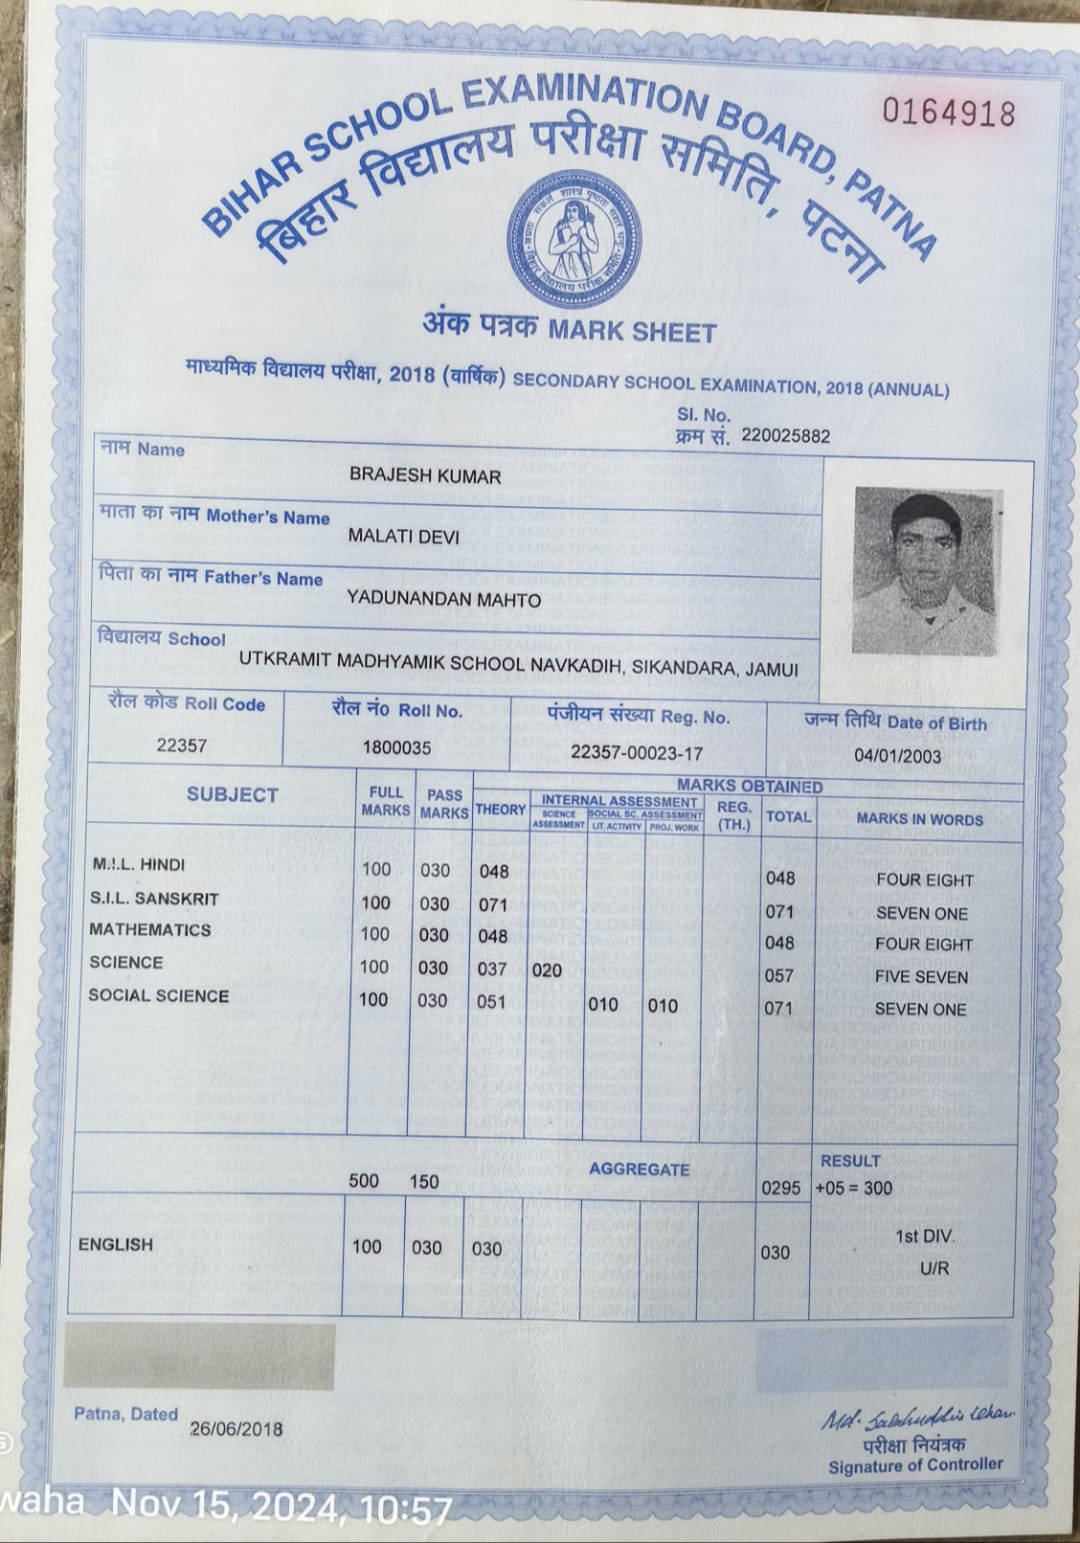 0164918
BIHAR SCHOOL EXAMINATION BOARD, PATNA
बिहार विद्यालय परीक्षा समिति, पटना
बिहार विद्यालय परीक्षा समिति
अंक पत्रक MARK SHEET
माध्यमिक विद्यालय परीक्षा, 2018 (वार्षिक) SECONDARY SCHOOL EXAMINATION, 2018 (ANNUAL)
Sl. No.
क्रम सं. 220025882
नाम Name
BRAJESH KUMAR
माता का नाम Mother's Name
MALATI DEVI
पिता का नाम Father's Name
YADUNANDAN MAHTO
विद्यालय School
UTKRAMIT MADHYAMIK SCHOOL NAVKADIH, SIKANDARA, JAMUI
रौल कोड Roll Code रौल नं० Roll No. पंजीयन संख्या Reg. No. जन्म तिथि Date of Birth
22357 1800035 22357-00023-17 04/01/2003
MARKS OBTAINED
SUBJECT FULL MARKS PASS MARKS THEORY INTERNAL ASSESSMENT REG. (TH.) TOTAL MARKS IN WORDS
SCIENCE ASSESSMENT SOCIAL SC. ASSESSMENT
LIT. ACTIVITY PROJ. WORK
M.I.L. HINDI 100 030 048 048 FOUR EIGHT
S.I.L. SANSKRIT 100 030 071 071 SEVEN ONE
MATHEMATICS 100 030 048 048 FOUR EIGHT
SCIENCE 100 030 037 020 057 FIVE SEVEN
SOCIAL SCIENCE 100 030 051 010 010 071 SEVEN ONE
RESULT
500 150 AGGREGATE 0295 +05 = 300
ENGLISH 100 030 030 030 1st DIV.
U/R
Patna, Dated 26/06/2018
परीक्षा नियंत्रक
Signature of Controller
waha Nov 15, 2024, 10:57